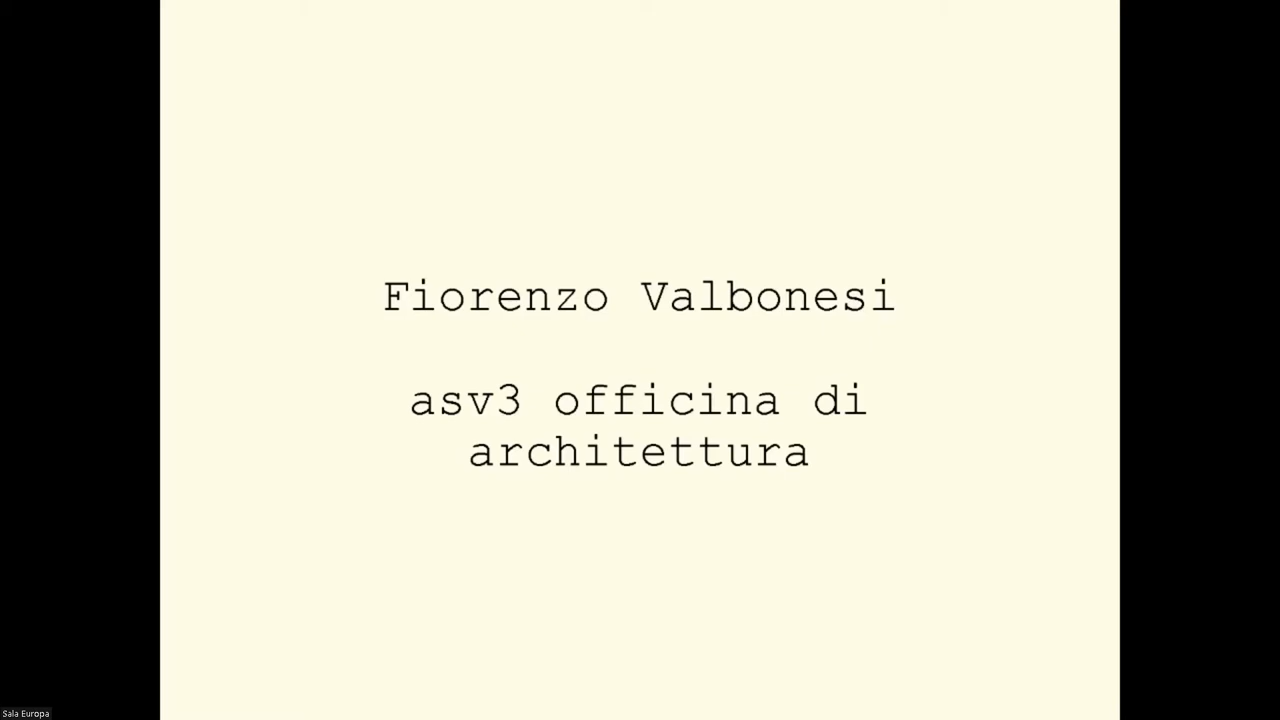 Fiorenzo Valbonesi
asv3 officina di
architettura
Sala Europa